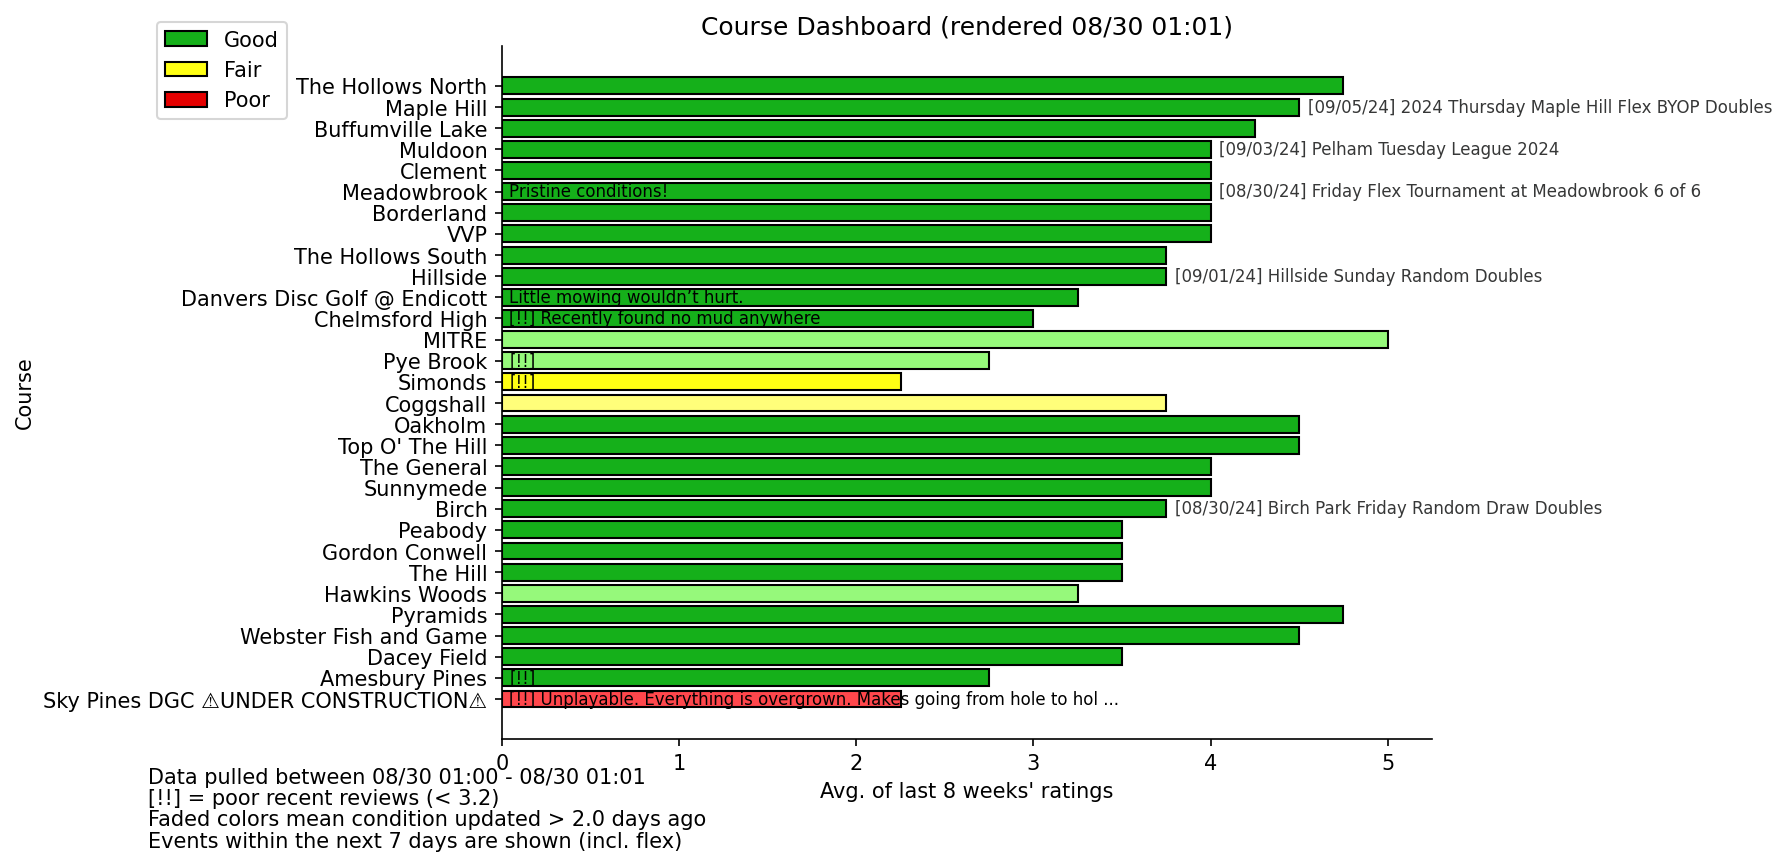 Course Dashboard (rendered 08/30 01:01)
Good
Fair
Poor
Course
The Hollows North
Maple Hill [09/05/24] 2024 Thursday Maple Hill Flex BYOP Doubles
Buffumville Lake
Muldoon [09/03/24] Pelham Tuesday League 2024
Clement
Meadowbrook Pristine conditions! [08/30/24] Friday Flex Tournament at Meadowbrook 6 of 6
Borderland
VVP
The Hollows South
Hillside [09/01/24] Hillside Sunday Random Doubles
Danvers Disc Golf @ Endicott Little mowing wouldn’t hurt.
Chelmsford High [!!] Recently found no mud anywhere
MITRE
Pye Brook [!!]
Simonds [!!]
Coggshall
Oakholm
Top O' The Hill
The General
Sunnymede
Birch [08/30/24] Birch Park Friday Random Draw Doubles
Peabody
Gordon Conwell
The Hill
Hawkins Woods
Pyramids
Webster Fish and Game
Dacey Field
Amesbury Pines [!!]
Sky Pines DGC ⚠UNDER CONSTRUCTION⚠ [!!] Unplayable. Everything is overgrown. Makes going from hole to hol ...
0 1 2 3 4 5
Avg. of last 8 weeks' ratings
Data pulled between 08/30 01:00 - 08/30 01:01
[!!] = poor recent reviews (< 3.2)
Faded colors mean condition updated > 2.0 days ago
Events within the next 7 days are shown (incl. flex)